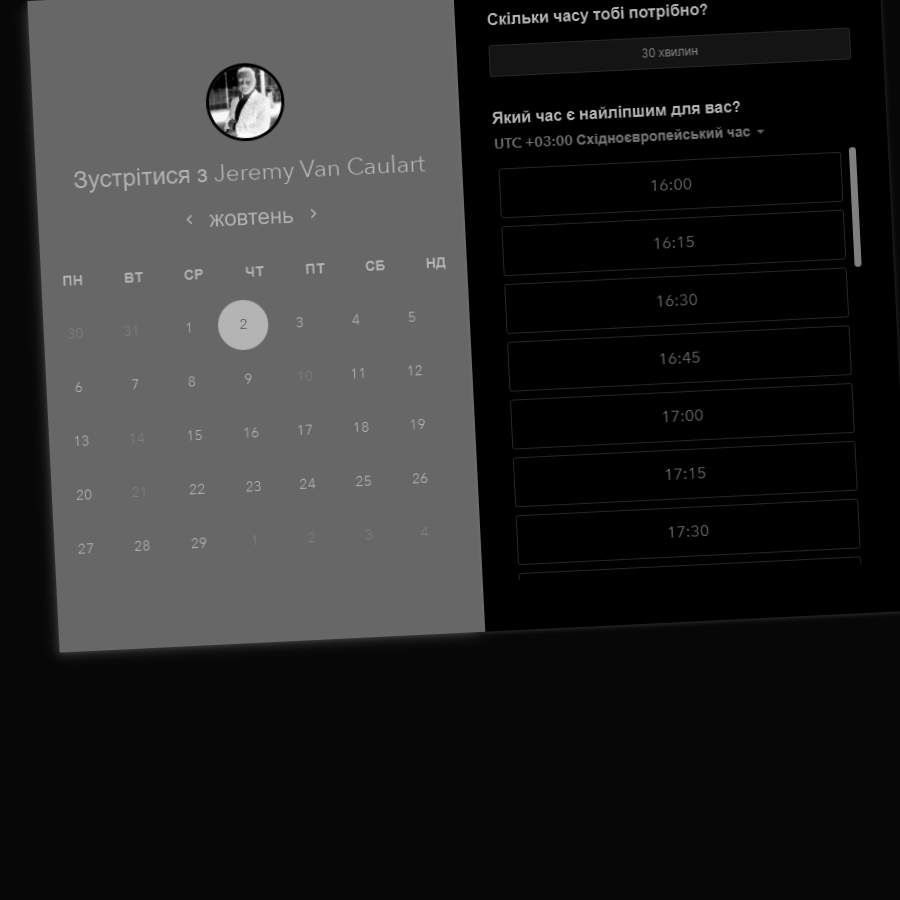 Зустрітися з Jeremy Van Caulart
‹ жовтень ›
ПН ВТ СР ЧТ ПТ СБ НД
30 31 1 2 3 4 5
6 7 8 9 10 11 12
13 14 15 16 17 18 19
20 21 22 23 24 25 26
27 28 29 1 2 3 4
Скільки часу тобі потрібно?
30 хвилин
Який час є найліпшим для вас?
UTC +03:00 Східноєвропейський час
16:00
16:15
16:30
16:45
17:00
17:15
17:30